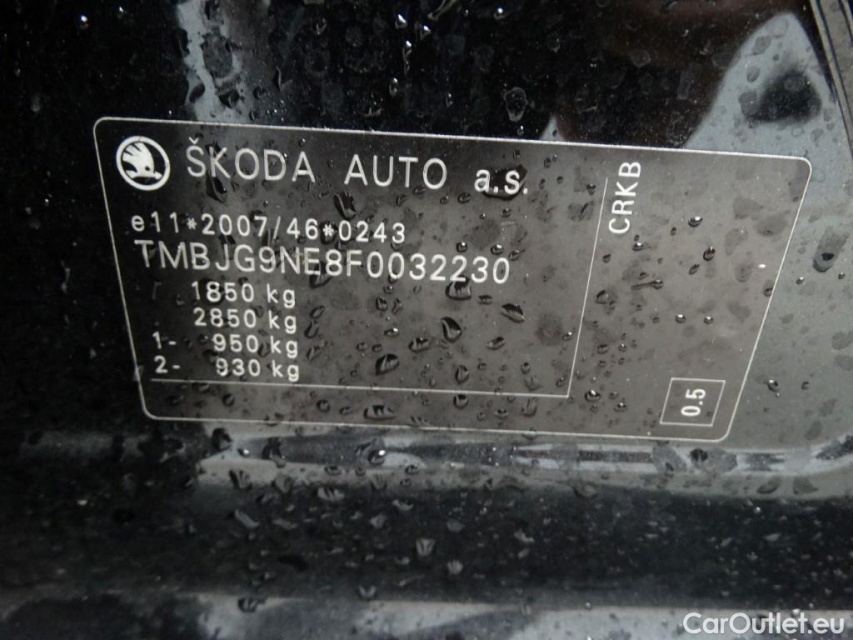 ŠKODA AUTO a.s.
e11*2007/46*0243
TMBJG9NE8F0032230
1850 kg
2850 kg
1- 950 kg
2- 930 kg
CRKB
0.5
CarOutlet.eu